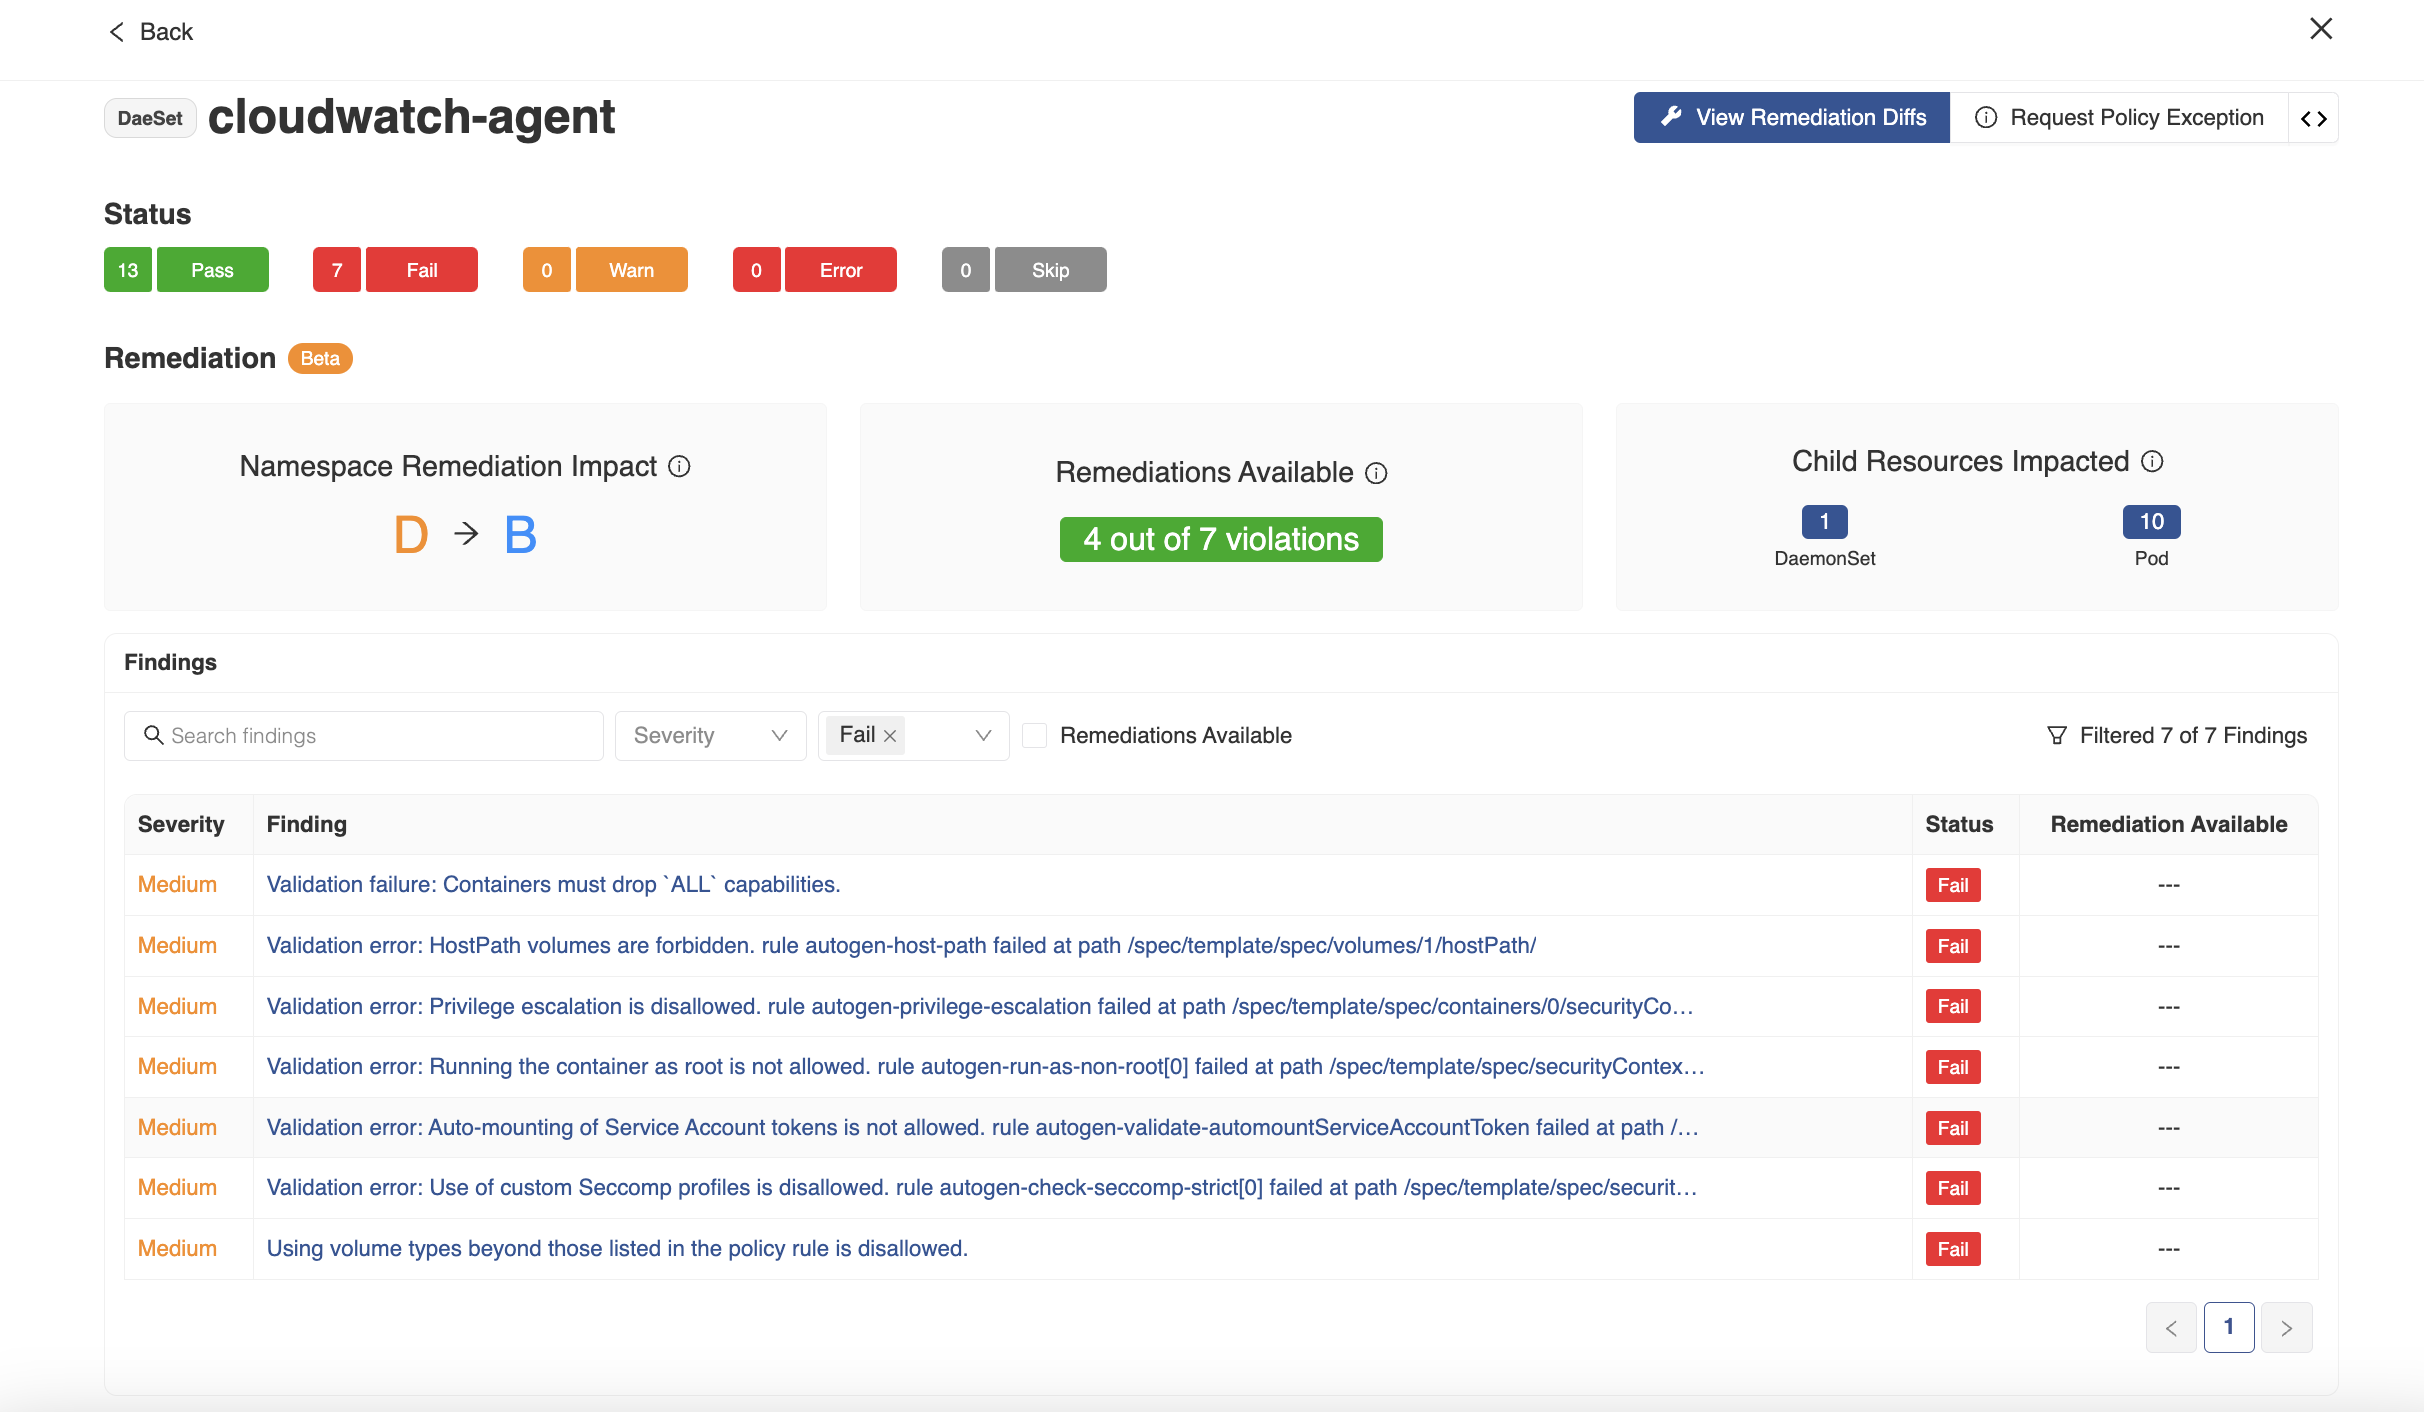 Back
DaeSet cloudwatch-agent
View Remediation Diffs
Request Policy Exception
Status
13 Pass
7 Fail
0 Warn
0 Error
0 Skip
Remediation Beta
Namespace Remediation Impact
D → B
Remediations Available
4 out of 7 violations
Child Resources Impacted
1 10
DaemonSet Pod
Findings
Search findings
Severity
Fail
Remediations Available
Filtered 7 of 7 Findings
Severity Finding Status Remediation Available
Medium Validation failure: Containers must drop `ALL` capabilities. Fail ---
Medium Validation error: HostPath volumes are forbidden. rule autogen-host-path failed at path /spec/template/spec/volumes/1/hostPath/ Fail ---
Medium Validation error: Privilege escalation is disallowed. rule autogen-privilege-escalation failed at path /spec/template/spec/containers/0/securityCo… Fail ---
Medium Validation error: Running the container as root is not allowed. rule autogen-run-as-non-root[0] failed at path /spec/template/spec/securityContex… Fail ---
Medium Validation error: Auto-mounting of Service Account tokens is not allowed. rule autogen-validate-automountServiceAccountToken failed at path /… Fail ---
Medium Validation error: Use of custom Seccomp profiles is disallowed. rule autogen-check-seccomp-strict[0] failed at path /spec/template/spec/securit… Fail ---
Medium Using volume types beyond those listed in the policy rule is disallowed. Fail ---
1